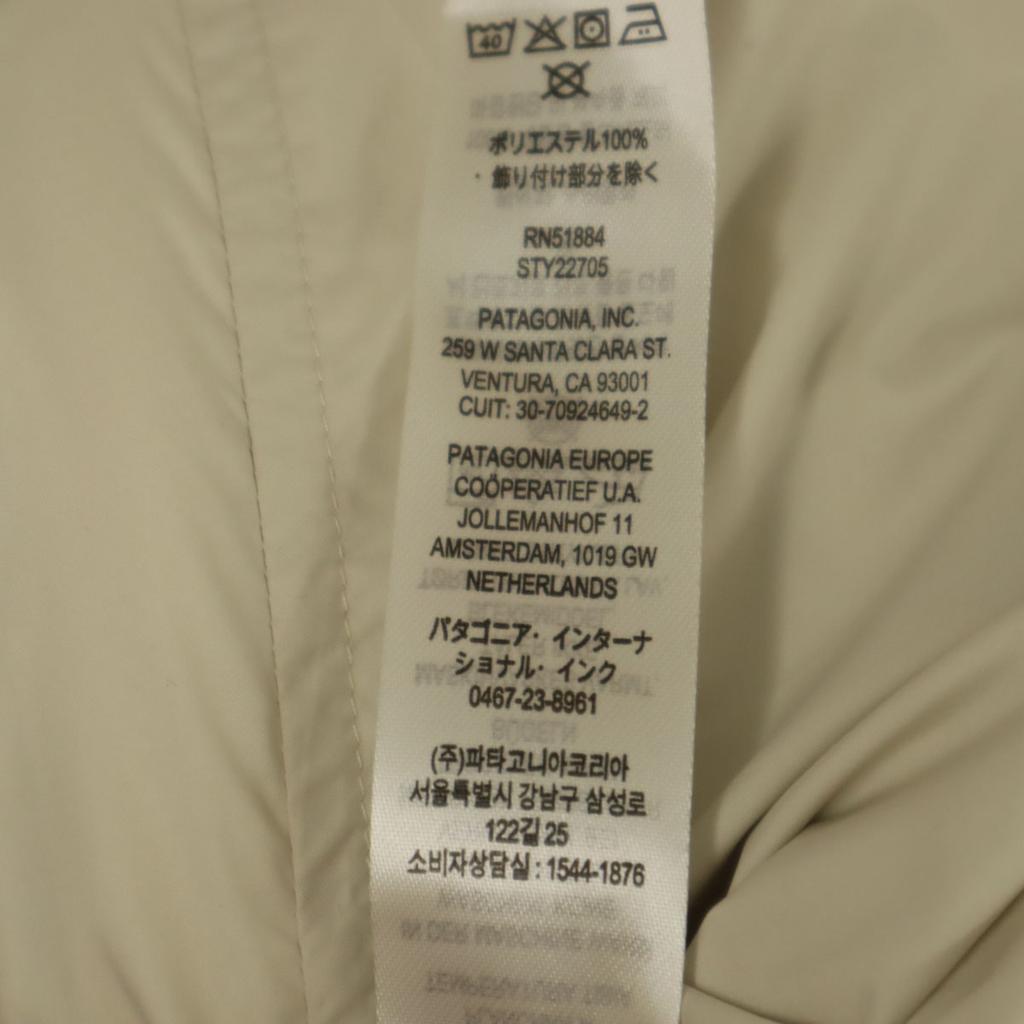 40
ポリエステル100%
・飾り付け部分を除く
RN51884
STY22705
PATAGONIA, INC.
259 W SANTA CLARA ST.
VENTURA, CA 93001
CUIT: 30-70924649-2
PATAGONIA EUROPE
COÖPERATIEF U.A.
JOLLEMANHOF 11
AMSTERDAM, 1019 GW
NETHERLANDS
パタゴニア・インターナ
ショナル・インク
0467-23-8961
(주)파타고니아코리아
서울특별시 강남구 삼성로
122길 25
소비자상담실 : 1544-1876